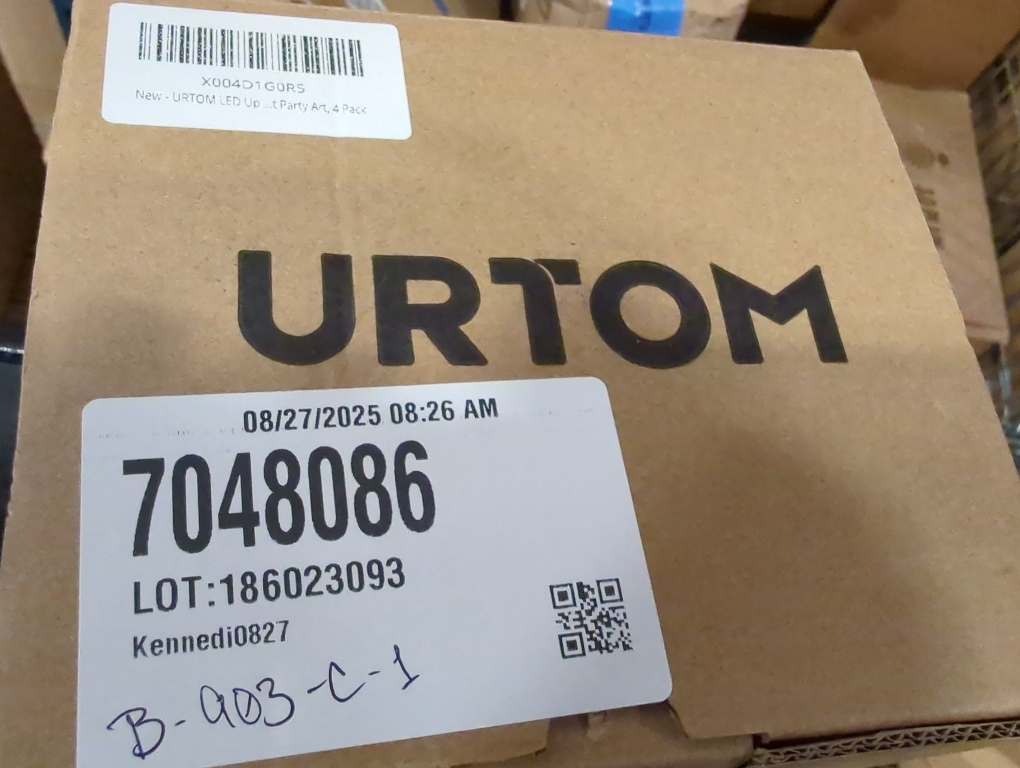 X004D1G0R5
New - URTOM LED Up ...t Party Art, 4 Pack
URTOM
08/27/2025 08:26 AM
7048086
LOT:186023093
Kennedi0827
B-903-C-1